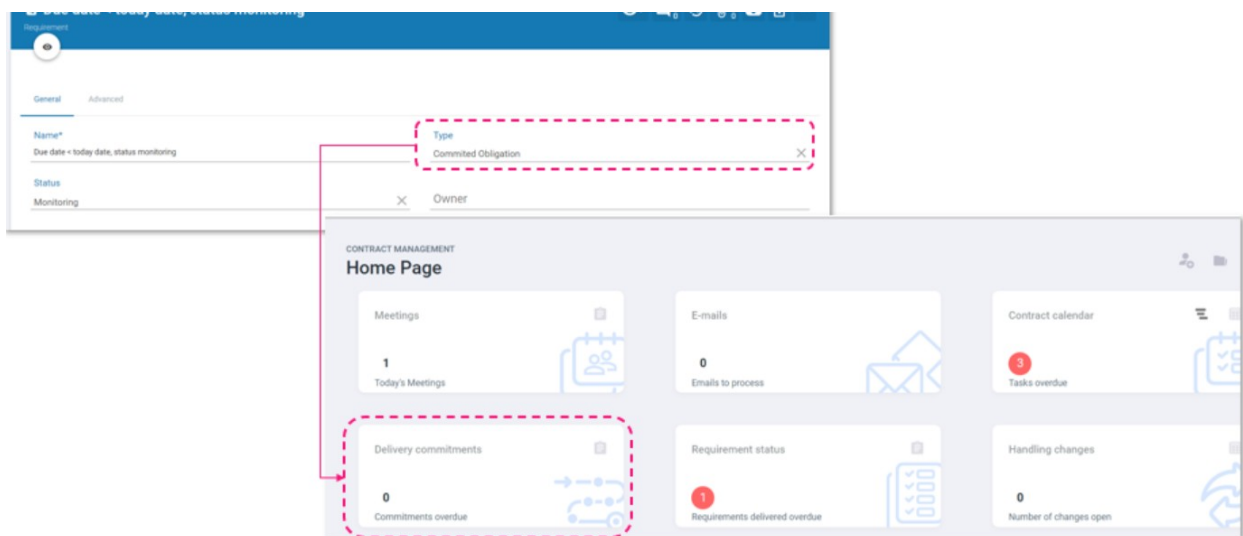 Due date < today date, status monitoring
Requirement
General Advanced
Name*
Due date < today date, status monitoring
Type
Commited Obligation
Status
Monitoring
Owner
CONTRACT MANAGEMENT
Home Page
Meetings
1
Today's Meetings
E-mails
0
Emails to process
Contract calendar
3
Tasks overdue
Delivery commitments
0
Commitments overdue
Requirement status
1
Requirements delivered overdue
Handling changes
0
Number of changes open